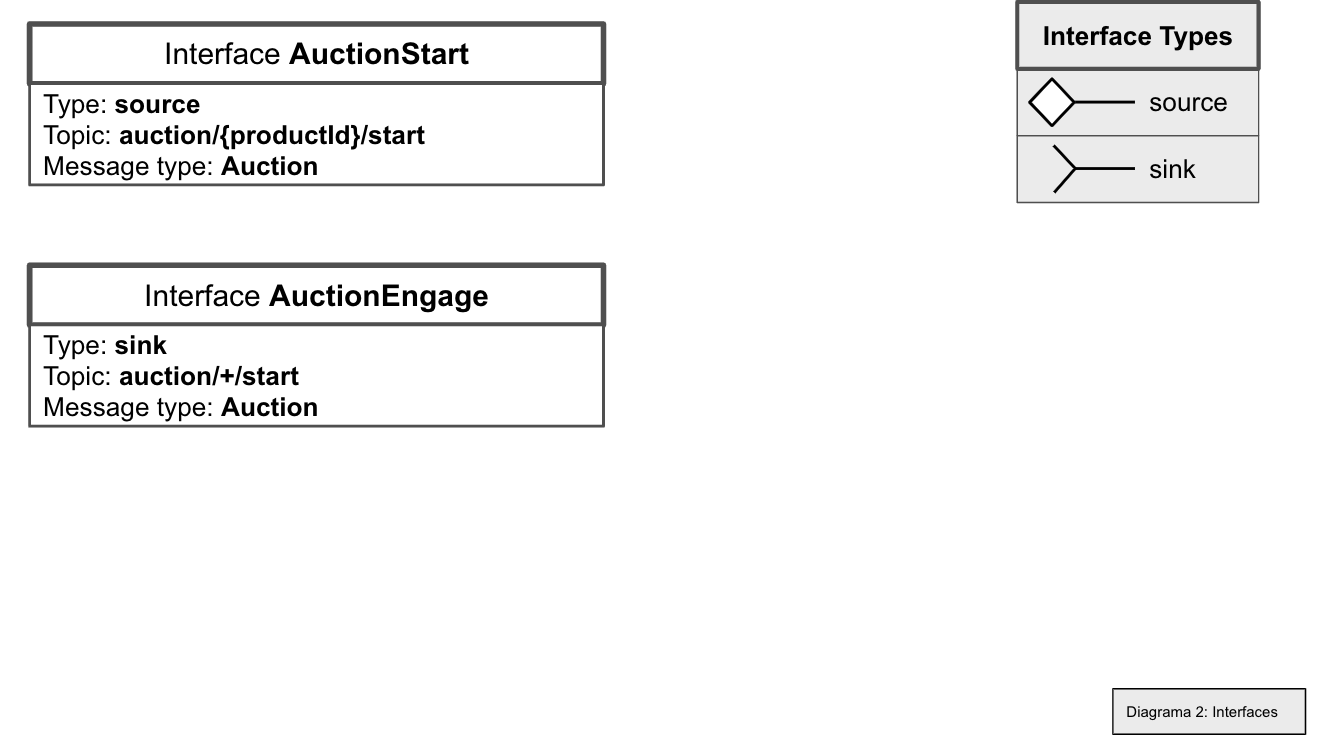 Interface AuctionStart
Type: source
Topic: auction/{productId}/start
Message type: Auction
Interface AuctionEngage
Type: sink
Topic: auction/+/start
Message type: Auction
Interface Types
source
sink
Diagrama 2: Interfaces